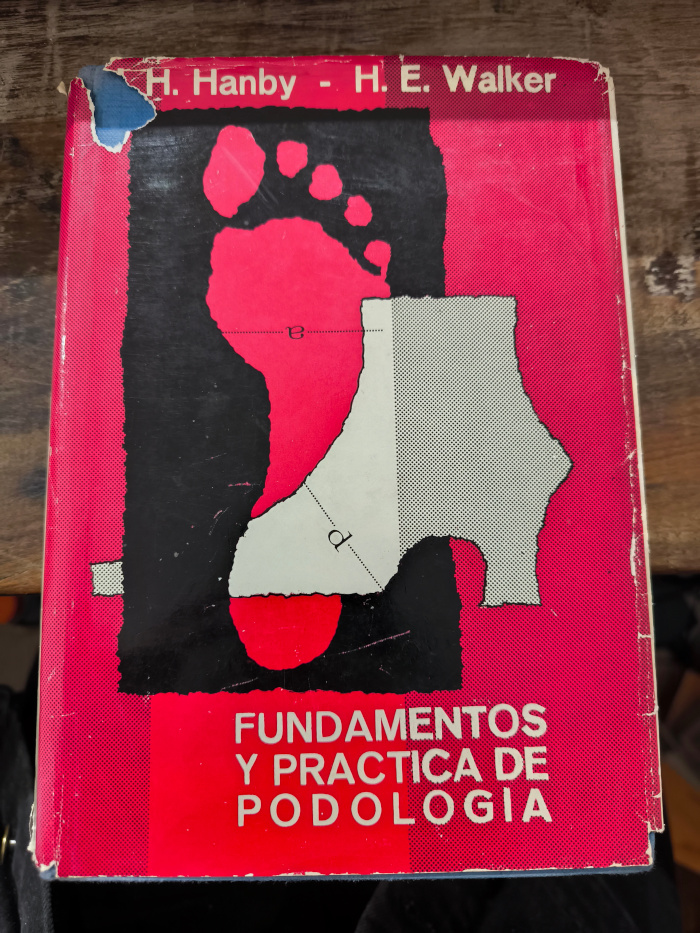 H. Hanby - H. E. Walker
a
d
FUNDAMENTOS
Y PRACTICA DE
PODOLOGIA